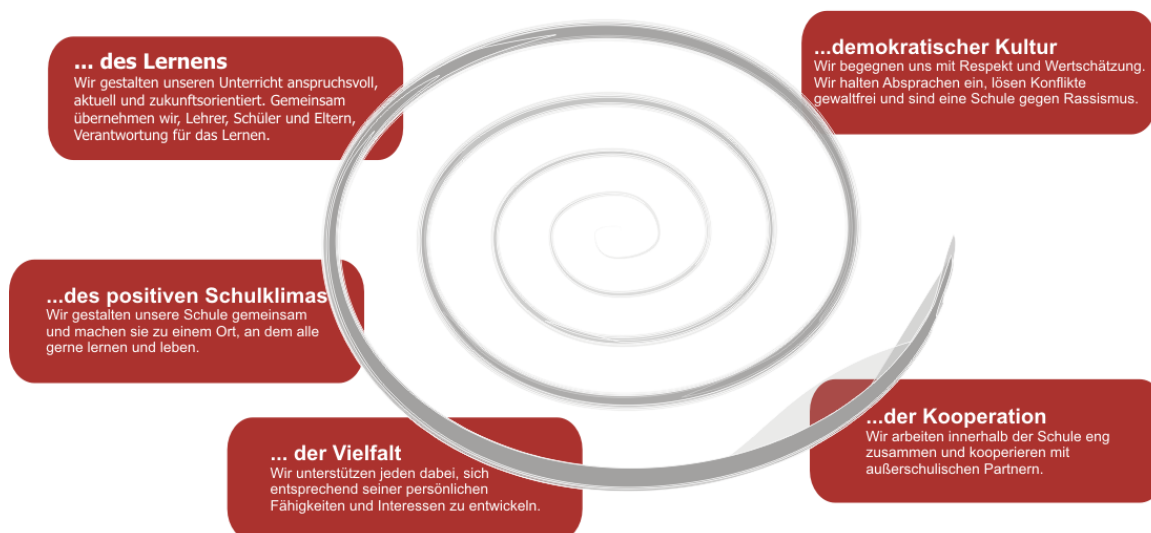 ... des Lernens
Wir gestalten unseren Unterricht anspruchsvoll,
aktuell und zukunftsorientiert. Gemeinsam
übernehmen wir, Lehrer, Schüler und Eltern,
Verantwortung für das Lernen.
...demokratischer Kultur
Wir begegnen uns mit Respekt und Wertschätzung.
Wir halten Absprachen ein, lösen Konflikte
gewaltfrei und sind eine Schule gegen Rassismus.
...des positiven Schulklimas
Wir gestalten unsere Schule gemeinsam
und machen sie zu einem Ort, an dem alle
gerne lernen und leben.
... der Vielfalt
Wir unterstützen jeden dabei, sich
entsprechend seiner persönlichen
Fähigkeiten und Interessen zu entwickeln.
...der Kooperation
Wir arbeiten innerhalb der Schule eng
zusammen und kooperieren mit
außerschulischen Partnern.